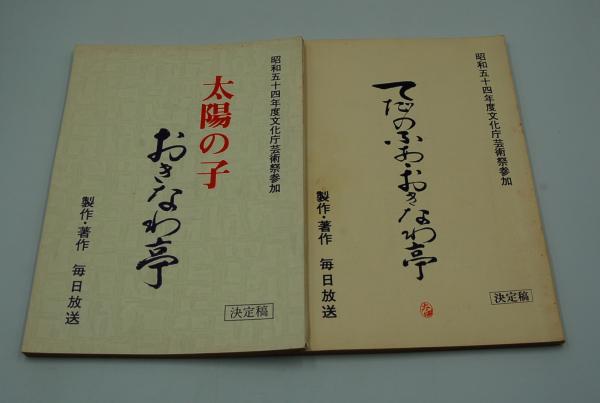 昭和五十四年度文化庁芸術祭参加
太陽の子
おきなわ亭
製作・著作 毎日放送
決定稿
昭和五十四年度文化庁芸術祭参加
てだのふあ・おきなわ亭
製作・著作 毎日放送
決定稿